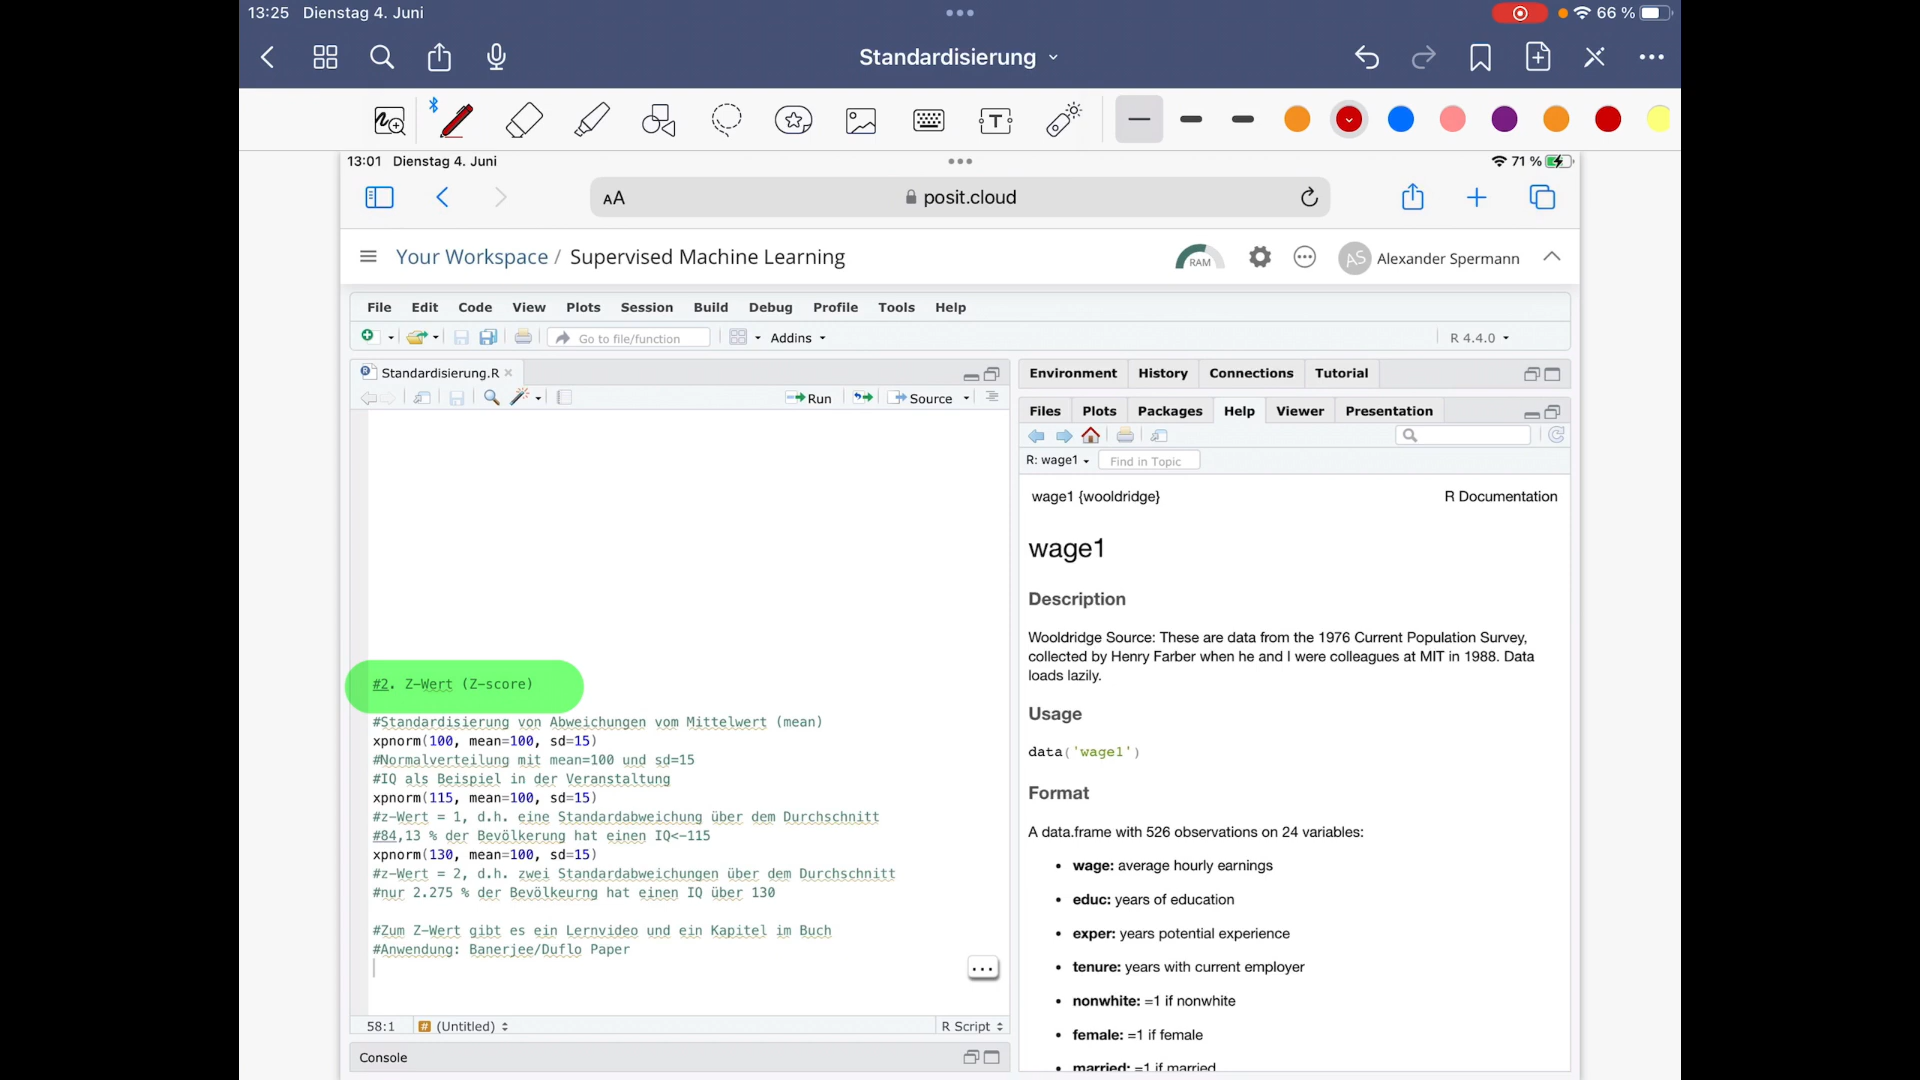 13:25 Dienstag 4. Juni
66 %
Standardisierung
13:01 Dienstag 4. Juni
71 %
AA
posit.cloud
Your Workspace / Supervised Machine Learning
RAM
AS
Alexander Spermann
File Edit Code View Plots Session Build Debug Profile Tools Help
Go to file/function
Addins
R 4.4.0
Standardisierung.R
Run
Source
#2. Z-Wert (Z-score)
#Standardisierung von Abweichungen vom Mittelwert (mean)
xpnorm(100, mean=100, sd=15)
#Normalverteilung mit mean=100 und sd=15
#IQ als Beispiel in der Veranstaltung
xpnorm(115, mean=100, sd=15)
#z-Wert = 1, d.h. eine Standardabweichung über dem Durchschnitt
#84,13 % der Bevölkerung hat einen IQ<-115
xpnorm(130, mean=100, sd=15)
#z-Wert = 2, d.h. zwei Standardabweichungen über dem Durchschnitt
#nur 2.275 % der Bevölkeurng hat einen IQ über 130
#Zum Z-Wert gibt es ein Lernvideo und ein Kapitel im Buch
#Anwendung: Banerjee/Duflo Paper
58:1
# (Untitled)
R Script
Console
Environment History Connections Tutorial
Files Plots Packages Help Viewer Presentation
R: wage1
Find in Topic
wage1 {wooldridge}
R Documentation
wage1
Description
Wooldridge Source: These are data from the 1976 Current Population Survey,
collected by Henry Farber when he and I were colleagues at MIT in 1988. Data
loads lazily.
Usage
data('wage1')
Format
A data.frame with 526 observations on 24 variables:
• wage: average hourly earnings
• educ: years of education
• exper: years potential experience
• tenure: years with current employer
• nonwhite: =1 if nonwhite
• female: =1 if female
• married: =1 if married